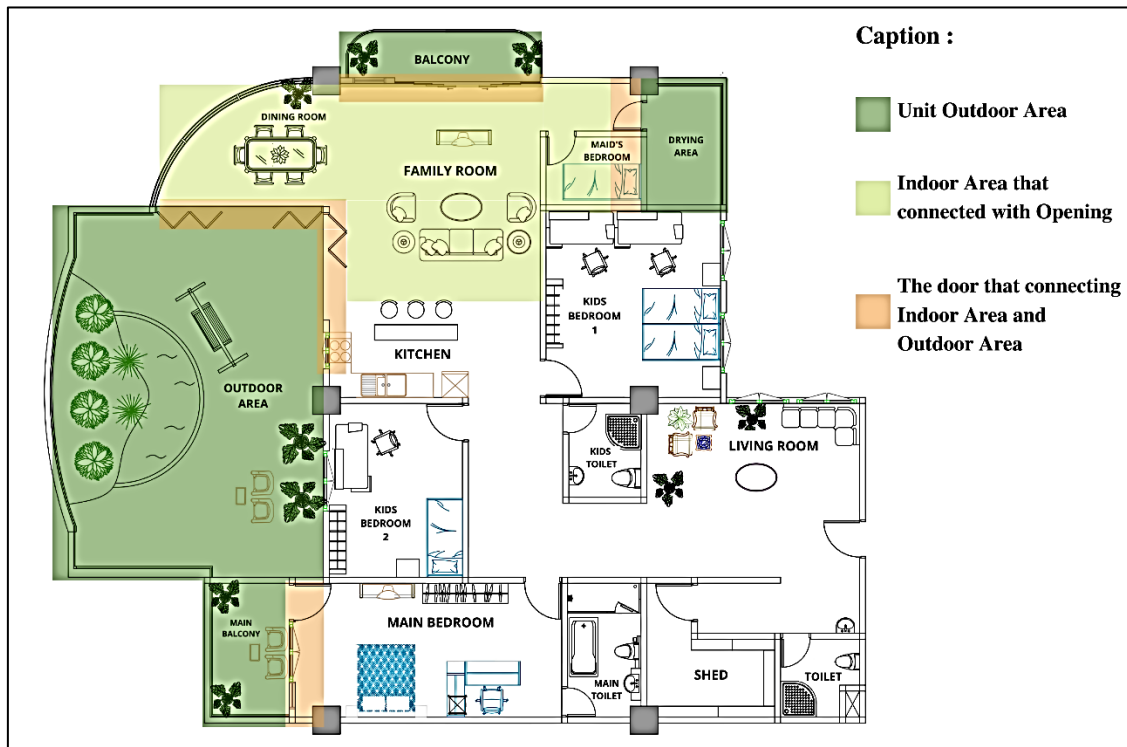 Caption :
Unit Outdoor Area
Indoor Area that
connected with Opening
The door that connecting
Indoor Area and
Outdoor Area
BALCONY
DINING ROOM
FAMILY ROOM
MAID'S
BEDROOM
DRYING
AREA
KIDS
BEDROOM
1
KITCHEN
OUTDOOR
AREA
KIDS
TOILET
LIVING ROOM
KIDS
BEDROOM
2
MAIN
BALCONY
MAIN BEDROOM
MAIN
TOILET
SHED
TOILET